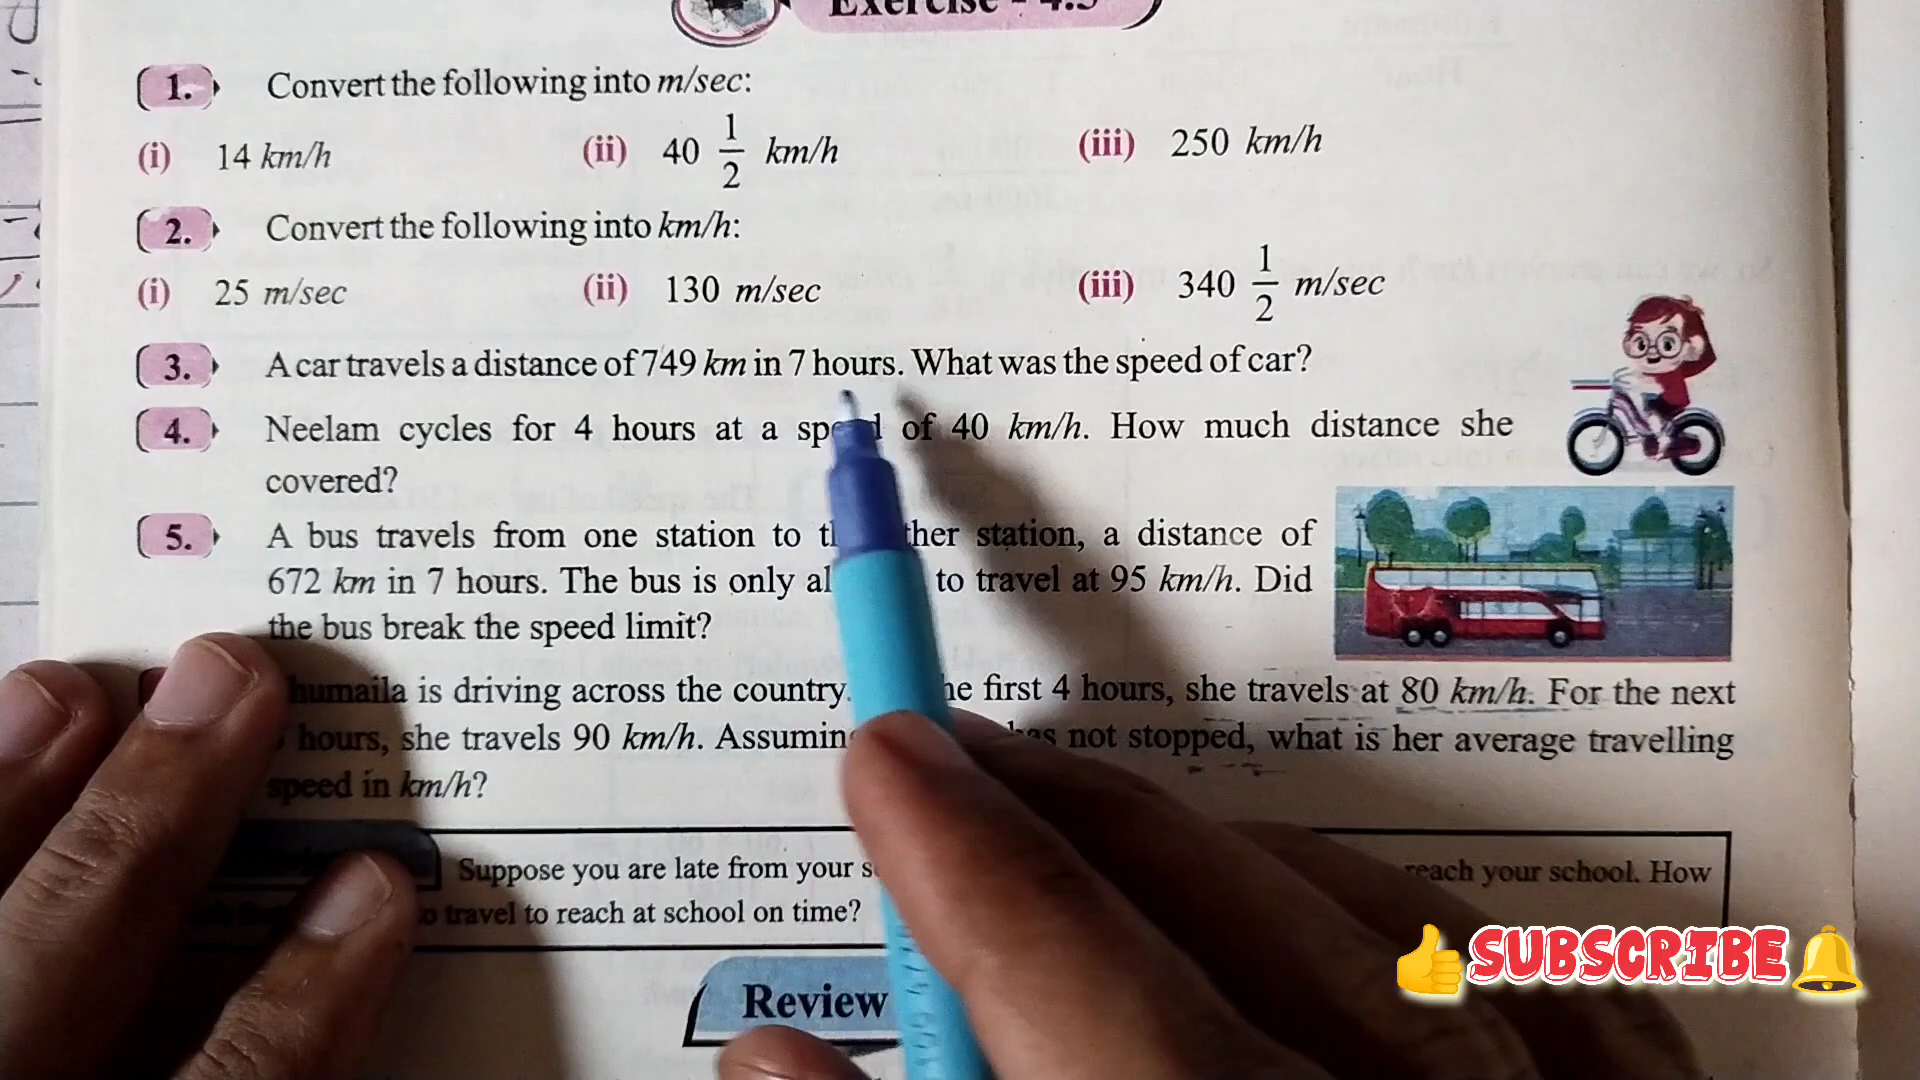 Exercise - 4.3
1. Convert the following into m/sec:
(i) 14 km/h (ii) 40 1/2 km/h (iii) 250 km/h
2. Convert the following into km/h:
(i) 25 m/sec (ii) 130 m/sec (iii) 340 1/2 m/sec
3. A car travels a distance of 749 km in 7 hours. What was the speed of car?
4. Neelam cycles for 4 hours at a speed of 40 km/h. How much distance she
covered?
5. A bus travels from one station to ther station, a distance of
672 km in 7 hours. The bus is only al to travel at 95 km/h. Did
the bus break the speed limit?
humaila is driving across the country. he first 4 hours, she travels at 80 km/h. For the next
hours, she travels 90 km/h. Assuming has not stopped, what is her average travelling
speed in km/h?
Suppose you are late from your reach your school. How
to travel to reach at school on time?
SUBSCRIBE
Review